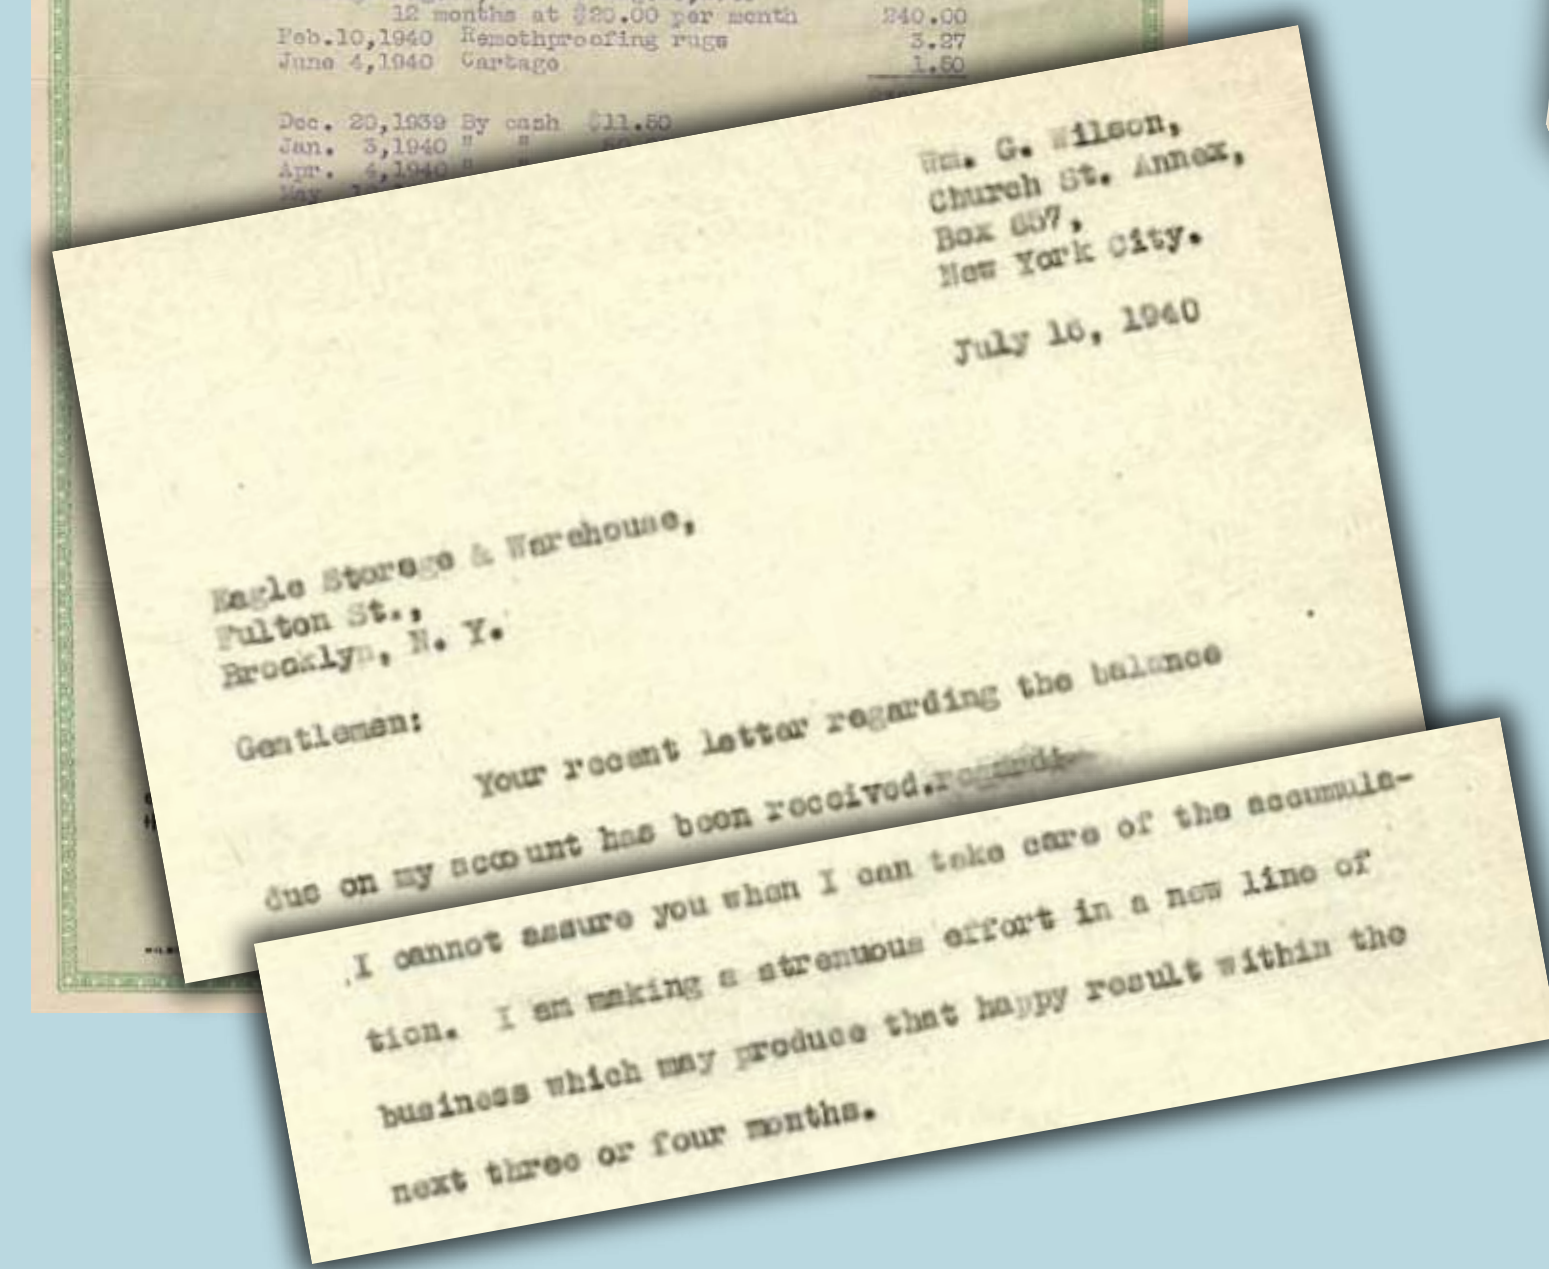 12 months at $20.00 per month 240.00
Feb.10,1940 Remothproofing rugs 3.27
June 4,1940 Cartage 1.50
Dec. 20,1939 By cash $11.50
Jan. 3,1940 " "
Apr. 4,1940 "
May
Wm. G. Wilson,
Church St. Annex,
Box 657,
New York City.
July 16, 1940
Eagle Storage & Warehouse,
Fulton St.,
Brooklyn, N. Y.
Gentlemen:
Your recent letter regarding the balance
due on my account has been received.
I cannot assure you when I can take care of the accumula-
tion. I am making a strenuous effort in a new line of
business which may produce that happy result within the
next three or four months.